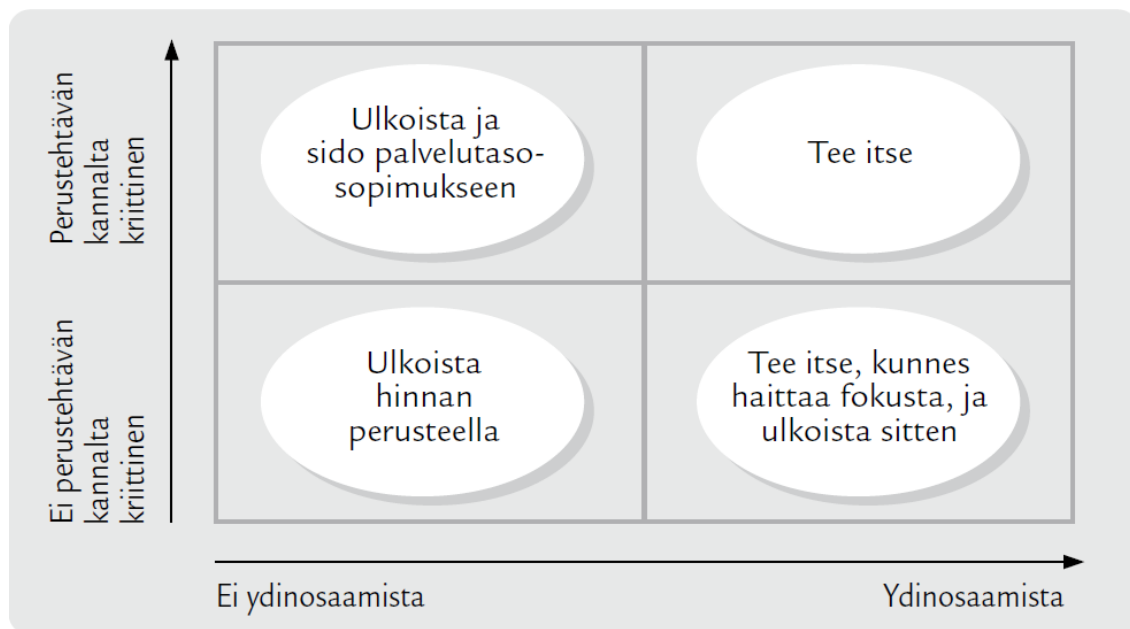 Perustehtävän
kannalta
kriittinen
Ulkoista ja
sido palvelutaso-
sopimukseen
Tee itse
Ei perustehtävän
kannalta
kriittinen
Ulkoista
hinnan
perusteella
Tee itse, kunnes
haittaa fokusta, ja
ulkoista sitten
Ei ydinosaamista
Ydinosaamista